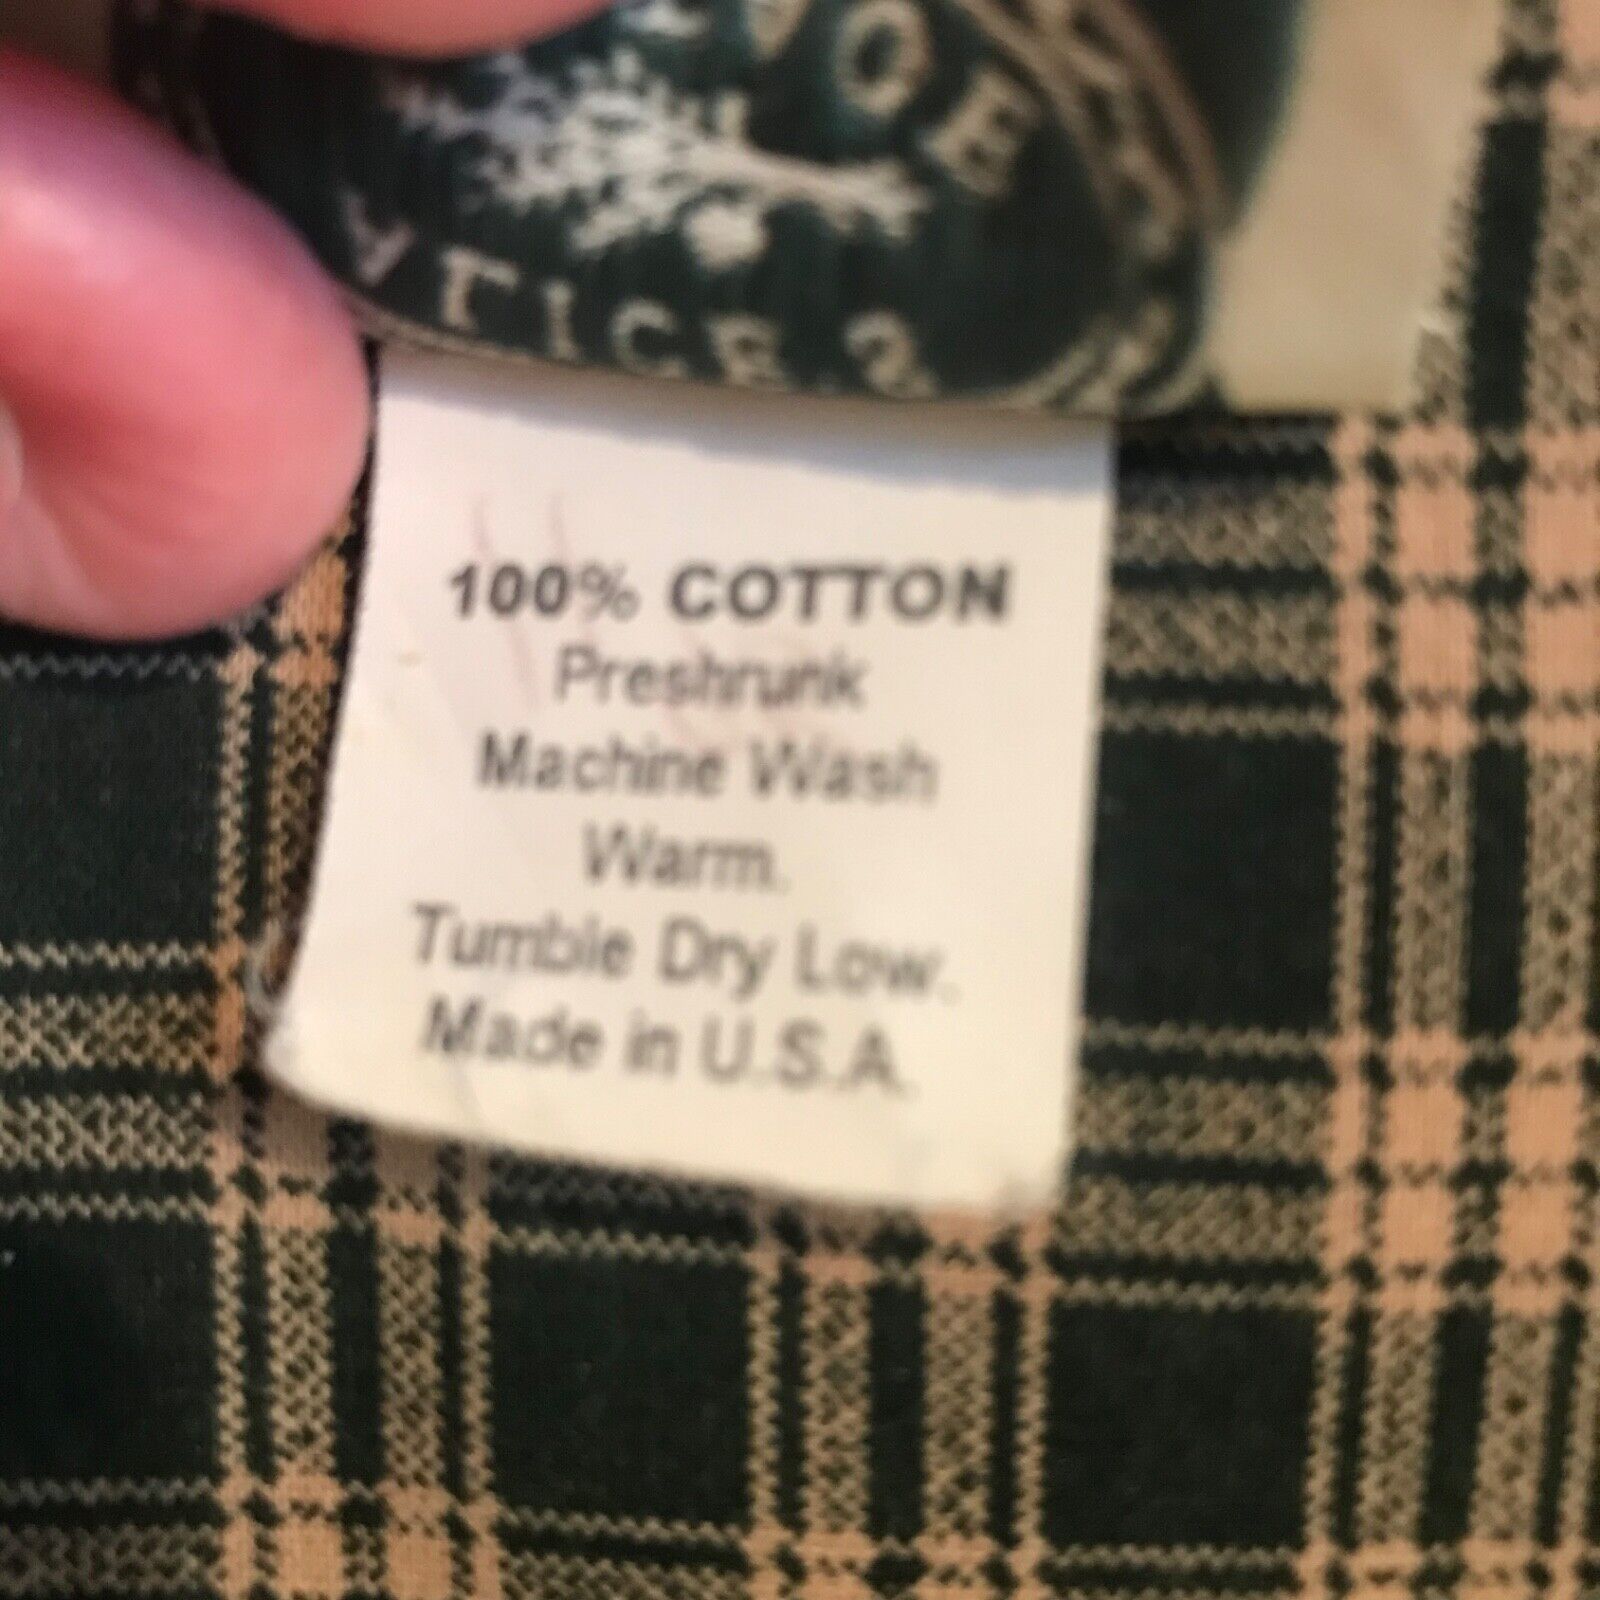 100% COTTON
Preshrunk
Machine Wash
Warm.
Tumble Dry Low.
Made in U.S.A.